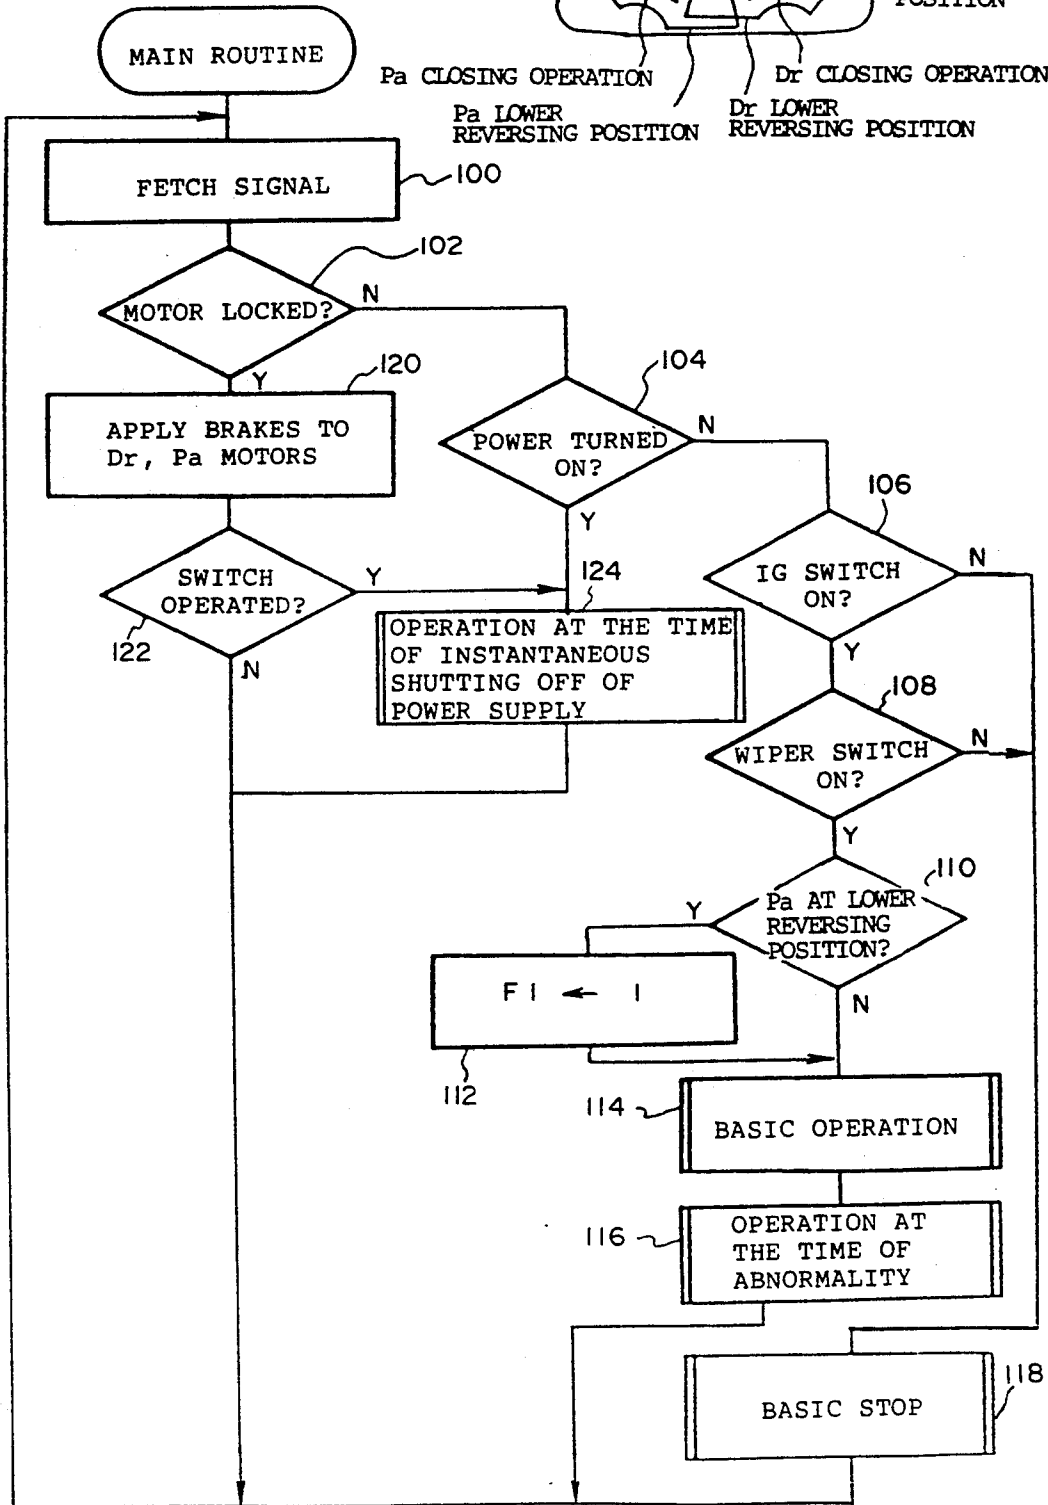 POSITION
MAIN ROUTINE
Pa CLOSING OPERATION
Dr CLOSING OPERATION
Pa LOWER
REVERSING POSITION
Dr LOWER
REVERSING POSITION
FETCH SIGNAL
100
102
MOTOR LOCKED?
N
Y
120
104
APPLY BRAKES TO
Dr, Pa MOTORS
POWER TURNED
ON?
N
Y
106
SWITCH
OPERATED?
Y
122
N
124
IG SWITCH
ON?
N
Y
OPERATION AT THE TIME
OF INSTANTANEOUS
SHUTTING OFF OF
POWER SUPPLY
108
WIPER SWITCH
ON?
N
Y
110
Pa AT LOWER
REVERSING
POSITION?
Y
N
F1 ← 1
112
114
BASIC OPERATION
116
OPERATION AT
THE TIME OF
ABNORMALITY
118
BASIC STOP